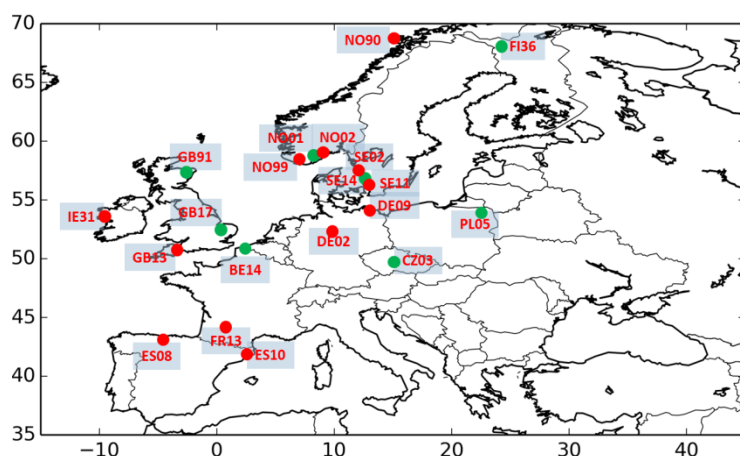 70
NO90
FI36
65
60
NO01
NO02
GB91
SE02
NO99
SE14
SE11
55
IE31
GB17
DE09
PL05
DE02
50
GB13
BE14
CZ03
45
FR13
ES08
ES10
40
35
−10
0
10
20
30
40